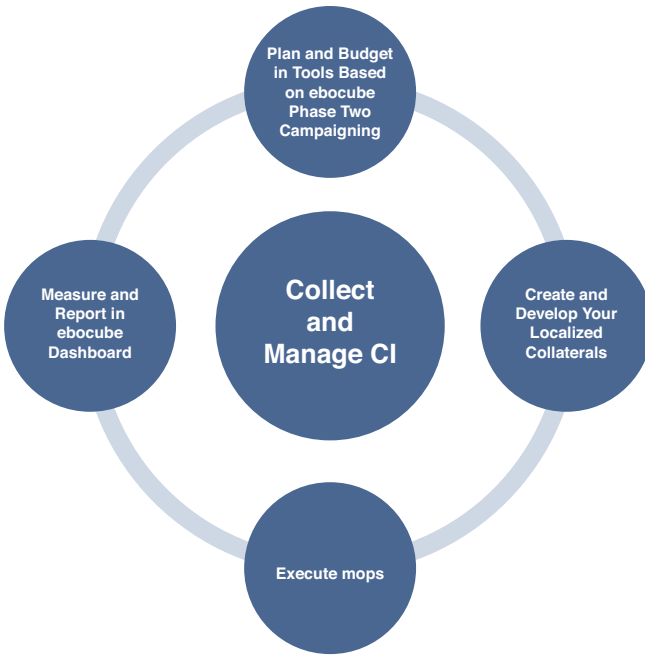 Plan and Budget
in Tools Based
on ebocube
Phase Two
Campaigning
Measure and
Report in
ebocube
Dashboard
Collect
and
Manage CI
Create and
Develop Your
Localized
Collaterals
Execute mops